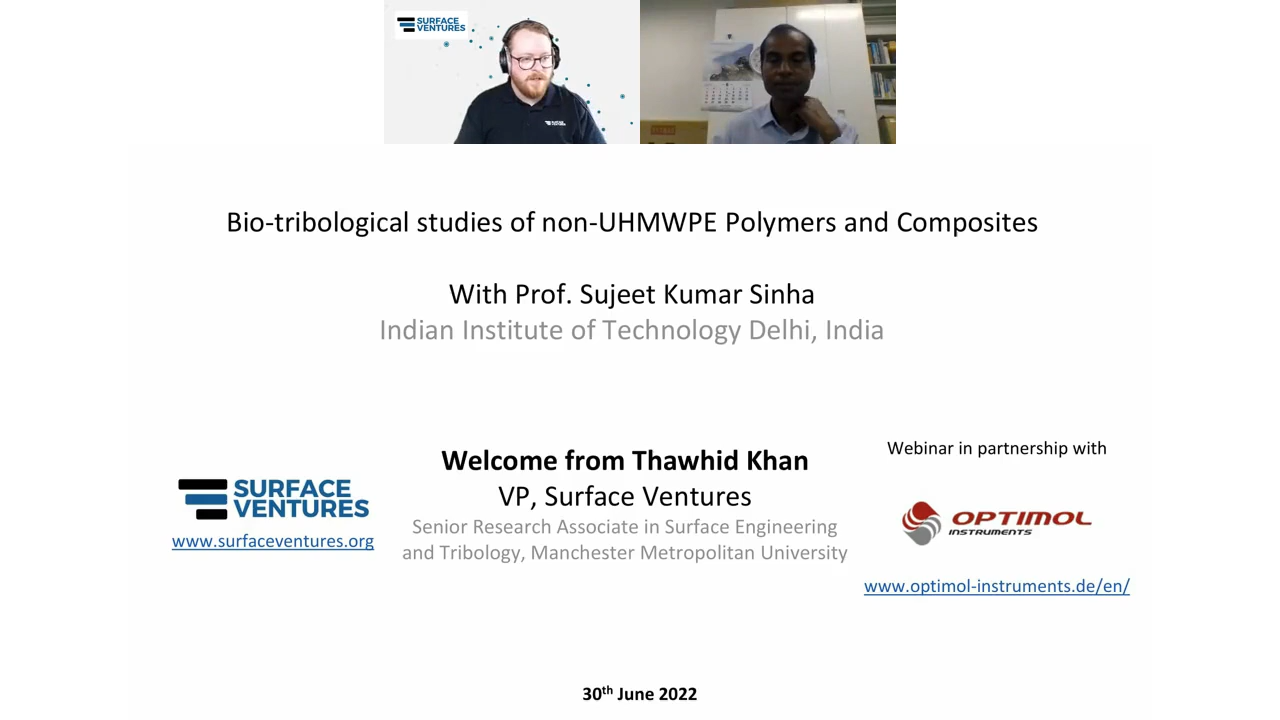 SURFACE
VENTURES
SURFACE
VENTURES
Bio-tribological studies of non-UHMWPE Polymers and Composites
With Prof. Sujeet Kumar Sinha
Indian Institute of Technology Delhi, India
Welcome from Thawhid Khan
VP, Surface Ventures
Senior Research Associate in Surface Engineering
and Tribology, Manchester Metropolitan University
SURFACE
VENTURES
www.surfaceventures.org
Webinar in partnership with
OPTIMOL
INSTRUMENTS
www.optimol-instruments.de/en/
30th June 2022